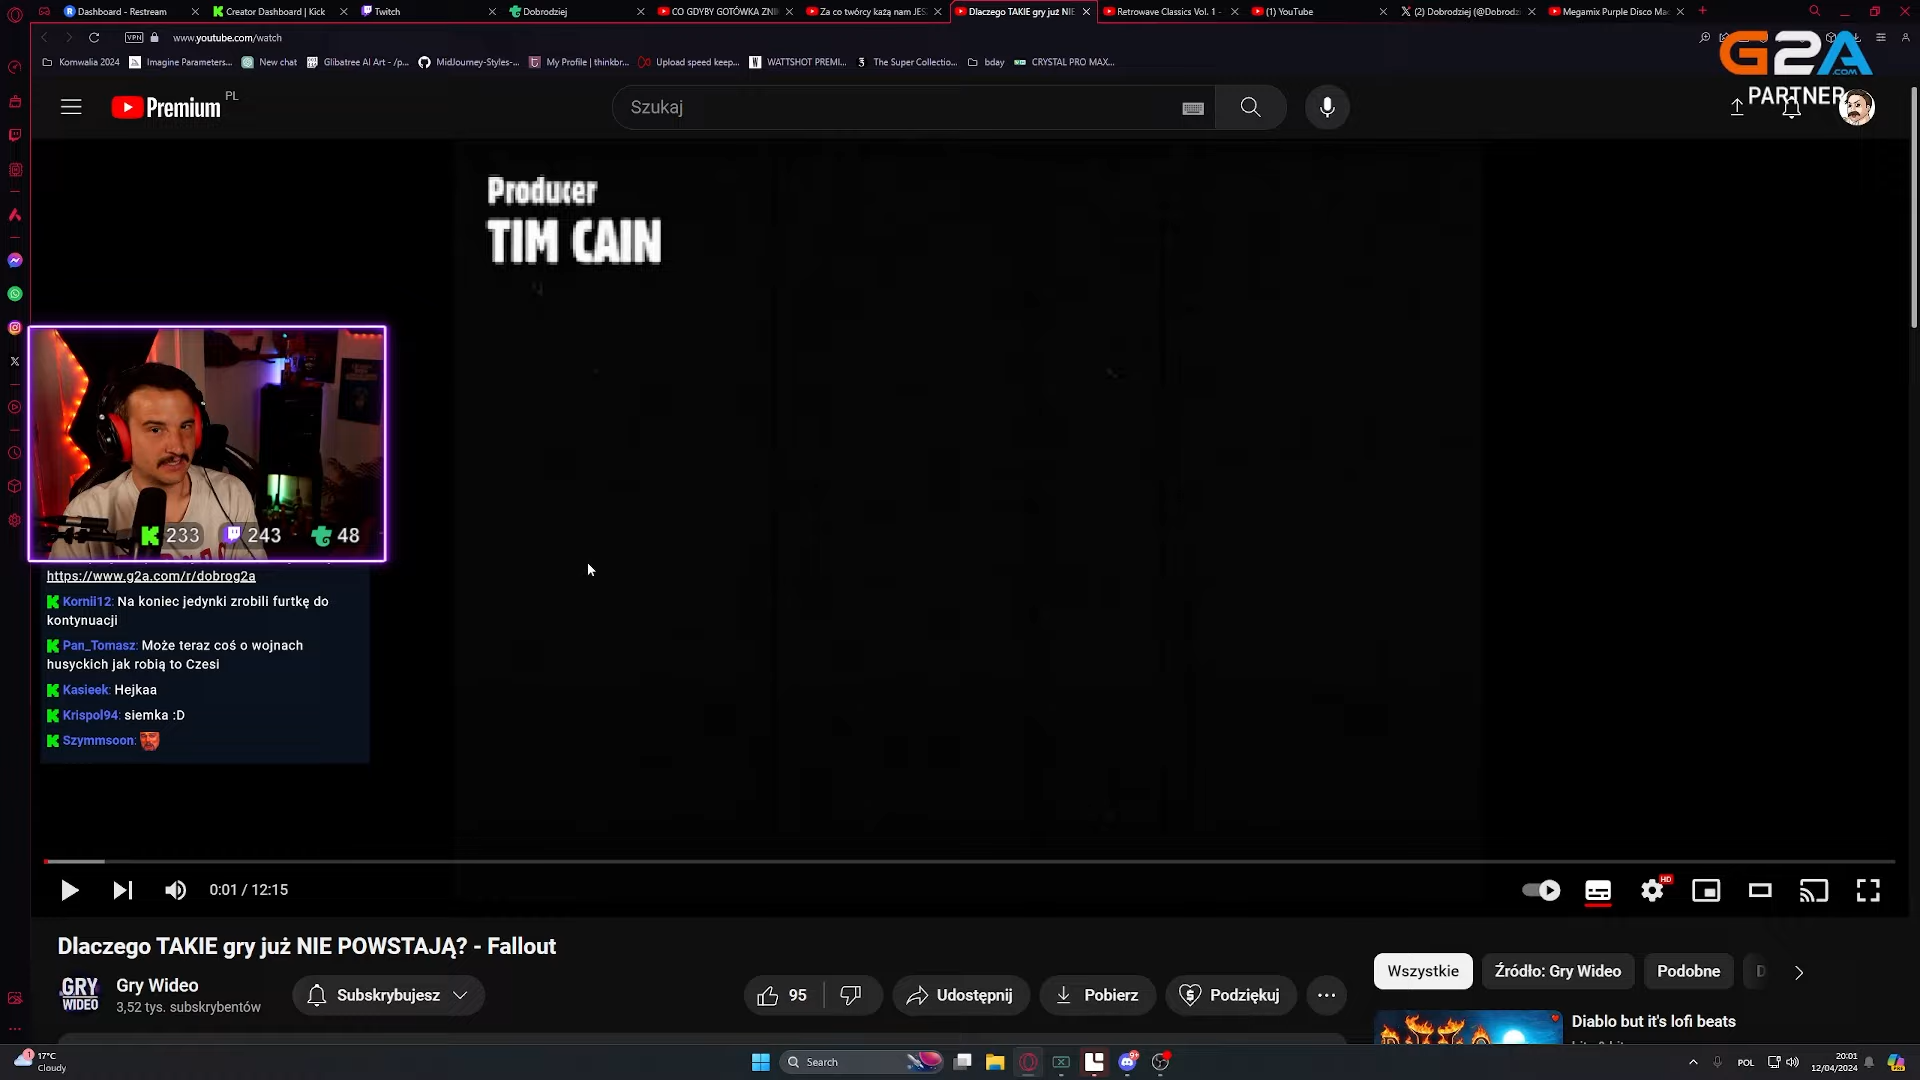 Dashboard - Restream
Creator Dashboard | Kick
Twitch
Dobrodziej
CO GDYBY GOTÓWKA ZNI
Za co twórcy każą nam JES
Dlaczego TAKIE gry już NIE
Retrowave Classics Vol. 1 -
(1) YouTube
(2) Dobrodziej (@Dobrodzi
Megamix Purple Disco Mac
VPN
www.youtube.com/watch
Komwalia 2024
Imagine Parameters...
New chat
Glibatree AI Art - /p...
MidJourney-Styles-...
My Profile | thinkbr...
Upload speed keep...
WATTSHOT PREMI...
The Super Collectio...
bday
CRYSTAL PRO MAX...
G2A
.COM
PARTNER
Premium PL
Szukaj
Producer
TIM CAIN
233
243
48
https://www.g2a.com/r/dobrog2a
Kornii12: Na koniec jedynki zrobili furtkę do
kontynuacji
Pan_Tomasz: Może teraz coś o wojnach
husyckich jak robią to Czesi
Kasieek: Hejkaa
Krispol94: siemka :D
Szymmsoon:
0:01 / 12:15
HD
Dlaczego TAKIE gry już NIE POWSTAJĄ? - Fallout
GRY
WIDEO
Gry Wideo
3,52 tys. subskrybentów
Subskrybujesz
95
Udostępnij
Pobierz
Podziękuj
Wszystkie
Źródło: Gry Wideo
Podobne
Diablo but it's lofi beats
17°C
Cloudy
Search
POL
20:01
12/04/2024